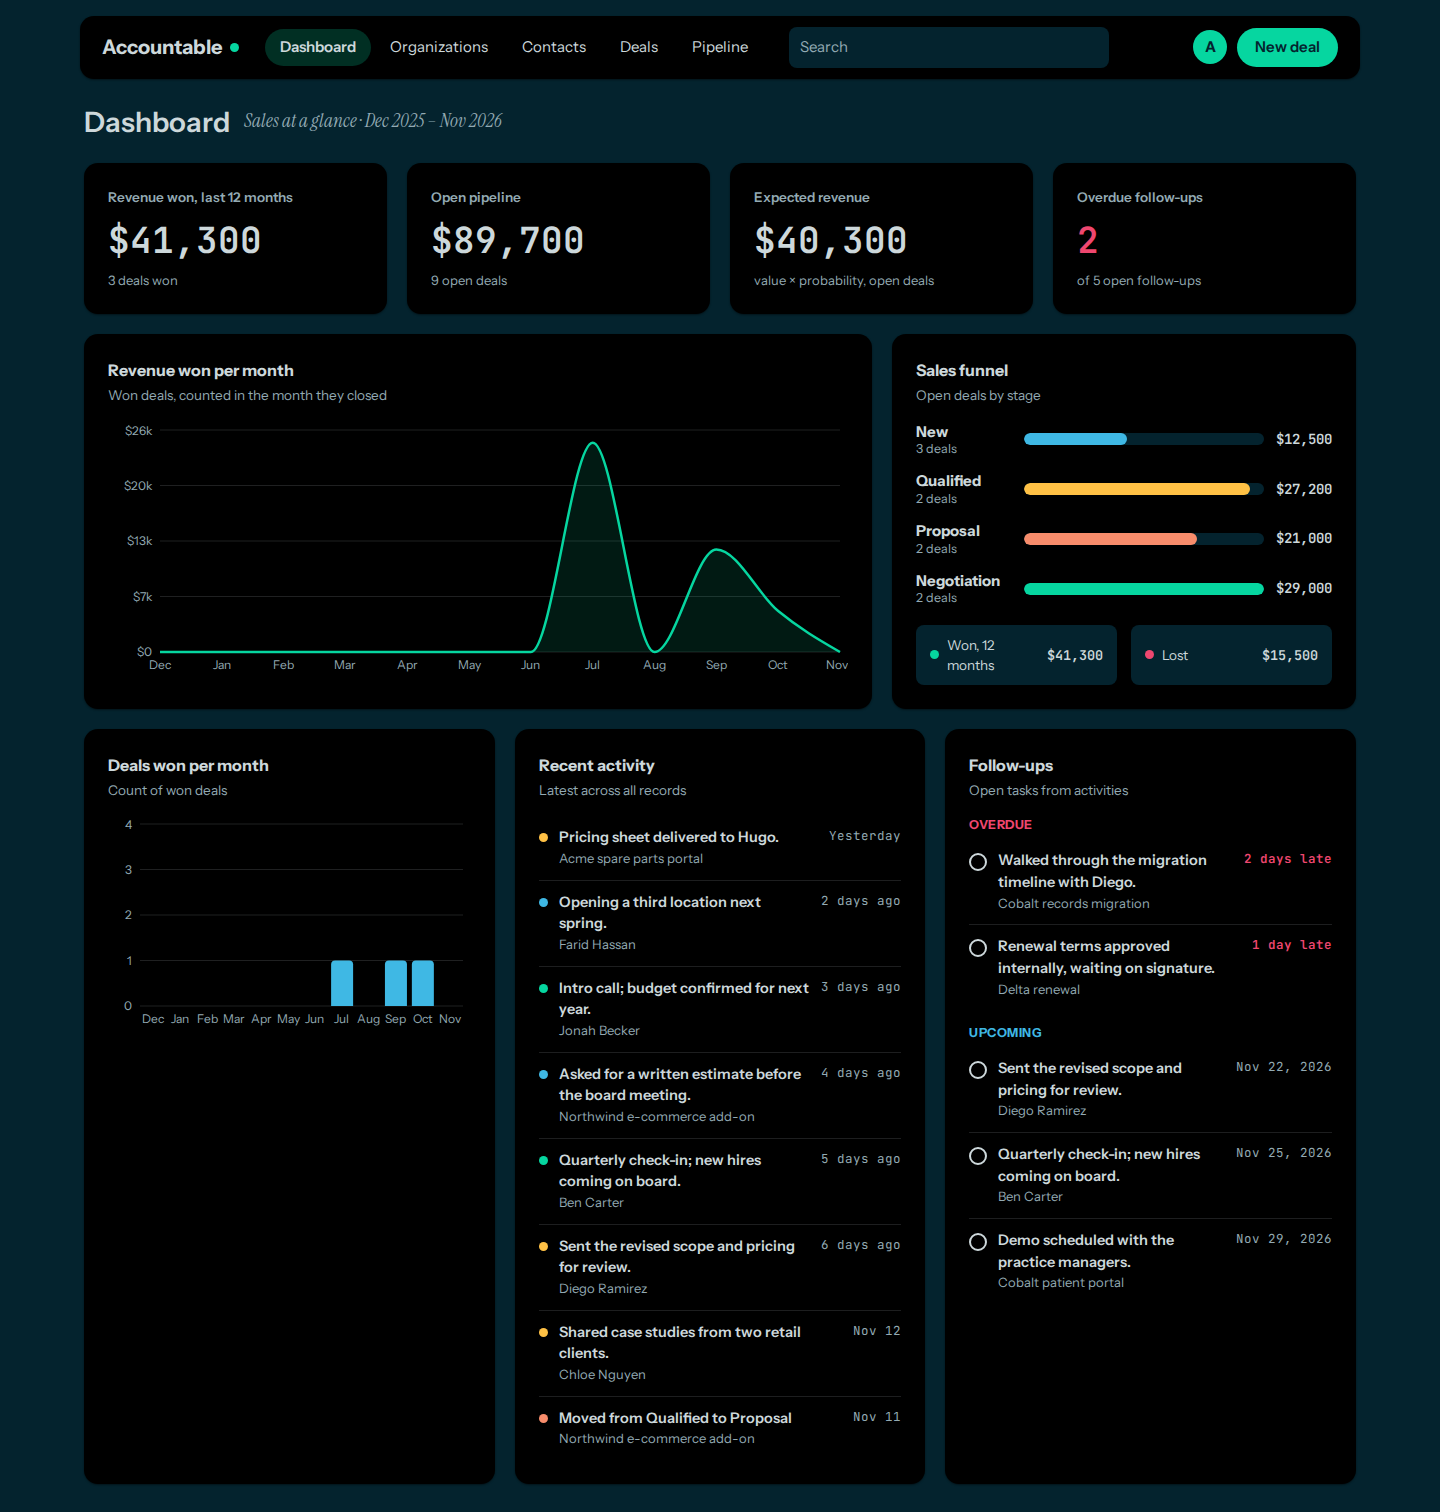 Accountable
Dashboard
Organizations
Contacts
Deals
Pipeline
Search
A
New deal
Dashboard
Sales at a glance · Dec 2025 – Nov 2026
Revenue won, last 12 months
$41,300
3 deals won
Open pipeline
$89,700
9 open deals
Expected revenue
$40,300
value × probability, open deals
Overdue follow-ups
2
of 5 open follow-ups
Revenue won per month
Won deals, counted in the month they closed
$26k
$20k
$13k
$7k
$0
Dec Jan Feb Mar Apr May Jun Jul Aug Sep Oct Nov
Sales funnel
Open deals by stage
New
3 deals
$12,500
Qualified
2 deals
$27,200
Proposal
2 deals
$21,000
Negotiation
2 deals
$29,000
Won, 12
months
$41,300
Lost
$15,500
Deals won per month
Count of won deals
4
3
2
1
0
Dec Jan Feb Mar Apr May Jun Jul Aug Sep Oct Nov
Recent activity
Latest across all records
Pricing sheet delivered to Hugo.
Yesterday
Acme spare parts portal
Opening a third location next
2 days ago
spring.
Farid Hassan
Intro call; budget confirmed for next
3 days ago
year.
Jonah Becker
Asked for a written estimate before
4 days ago
the board meeting.
Northwind e-commerce add-on
Quarterly check-in; new hires
5 days ago
coming on board.
Ben Carter
Sent the revised scope and pricing
6 days ago
for review.
Diego Ramirez
Shared case studies from two retail
Nov 12
clients.
Chloe Nguyen
Moved from Qualified to Proposal
Nov 11
Northwind e-commerce add-on
Follow-ups
Open tasks from activities
OVERDUE
Walked through the migration
2 days late
timeline with Diego.
Cobalt records migration
Renewal terms approved
1 day late
internally, waiting on signature.
Delta renewal
UPCOMING
Sent the revised scope and
Nov 22, 2026
pricing for review.
Diego Ramirez
Quarterly check-in; new hires
Nov 25, 2026
coming on board.
Ben Carter
Demo scheduled with the
Nov 29, 2026
practice managers.
Cobalt patient portal